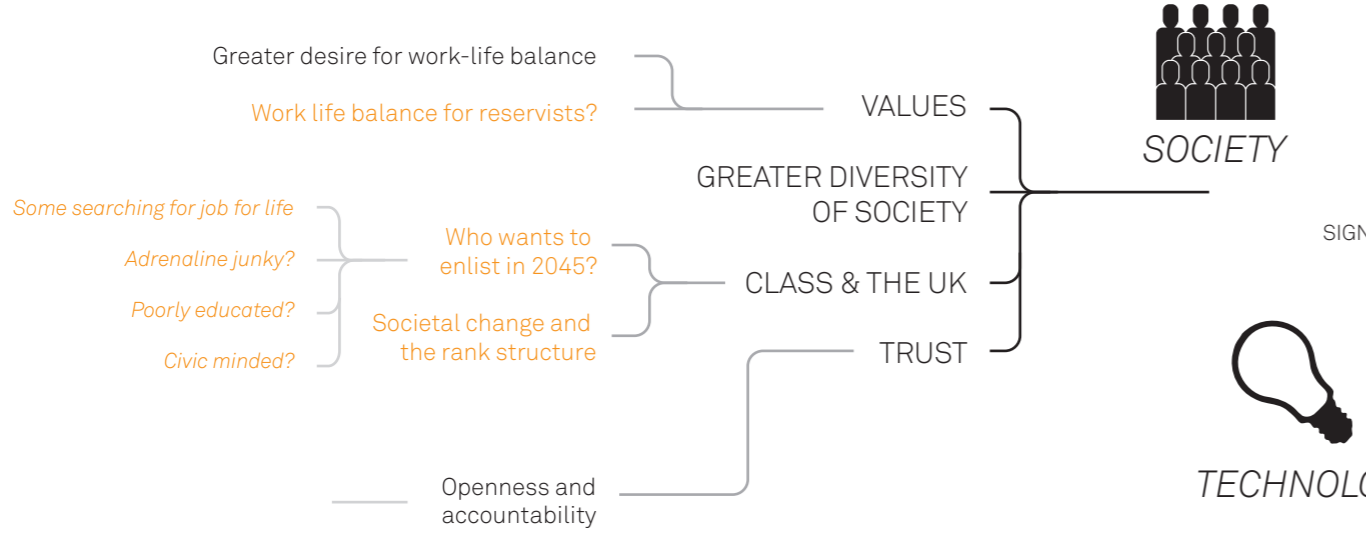 Greater desire for work-life balance
Work life balance for reservists?
VALUES
SOCIETY
GREATER DIVERSITY
OF SOCIETY
Some searching for job for life
Adrenaline junky?
Poorly educated?
Civic minded?
Who wants to
enlist in 2045?
Societal change and
the rank structure
CLASS & THE UK
TRUST
Openness and
accountability
SIGN
TECHNOLO